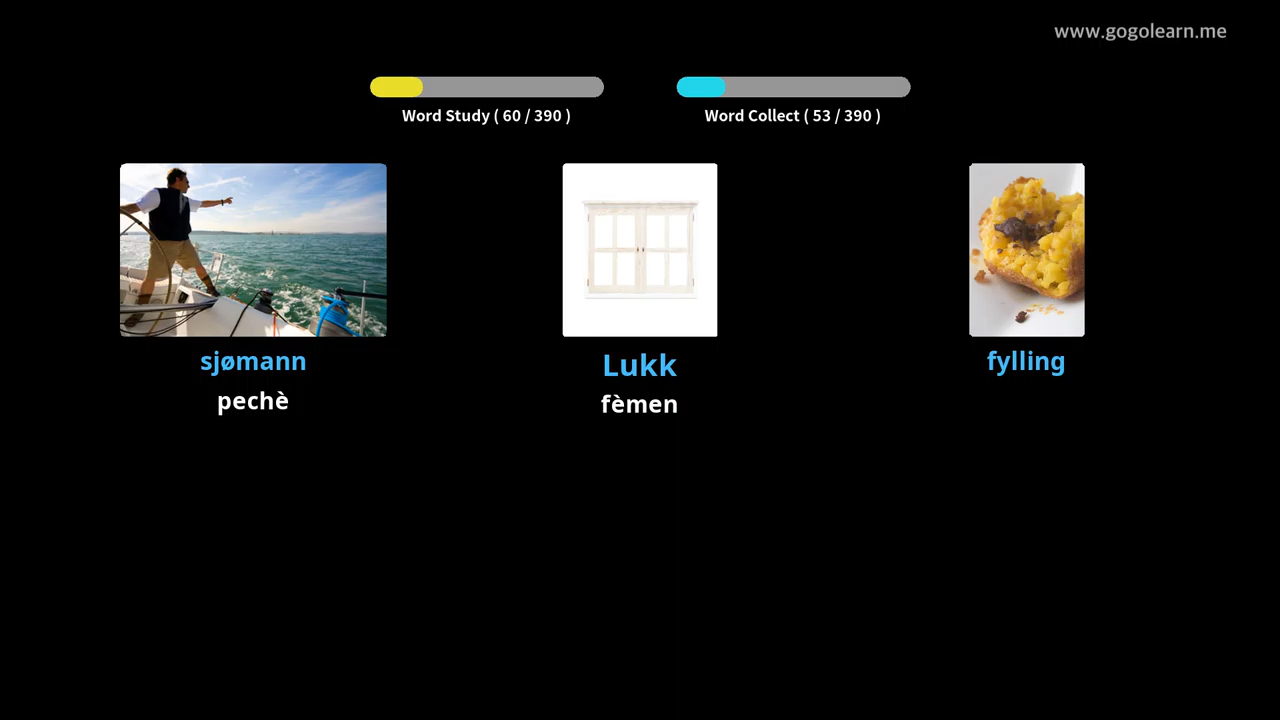 www.gogolearn.me
Word Study ( 60 / 390 )
Word Collect ( 53 / 390 )
sjømann
Lukk
fylling
pechè
fèmen